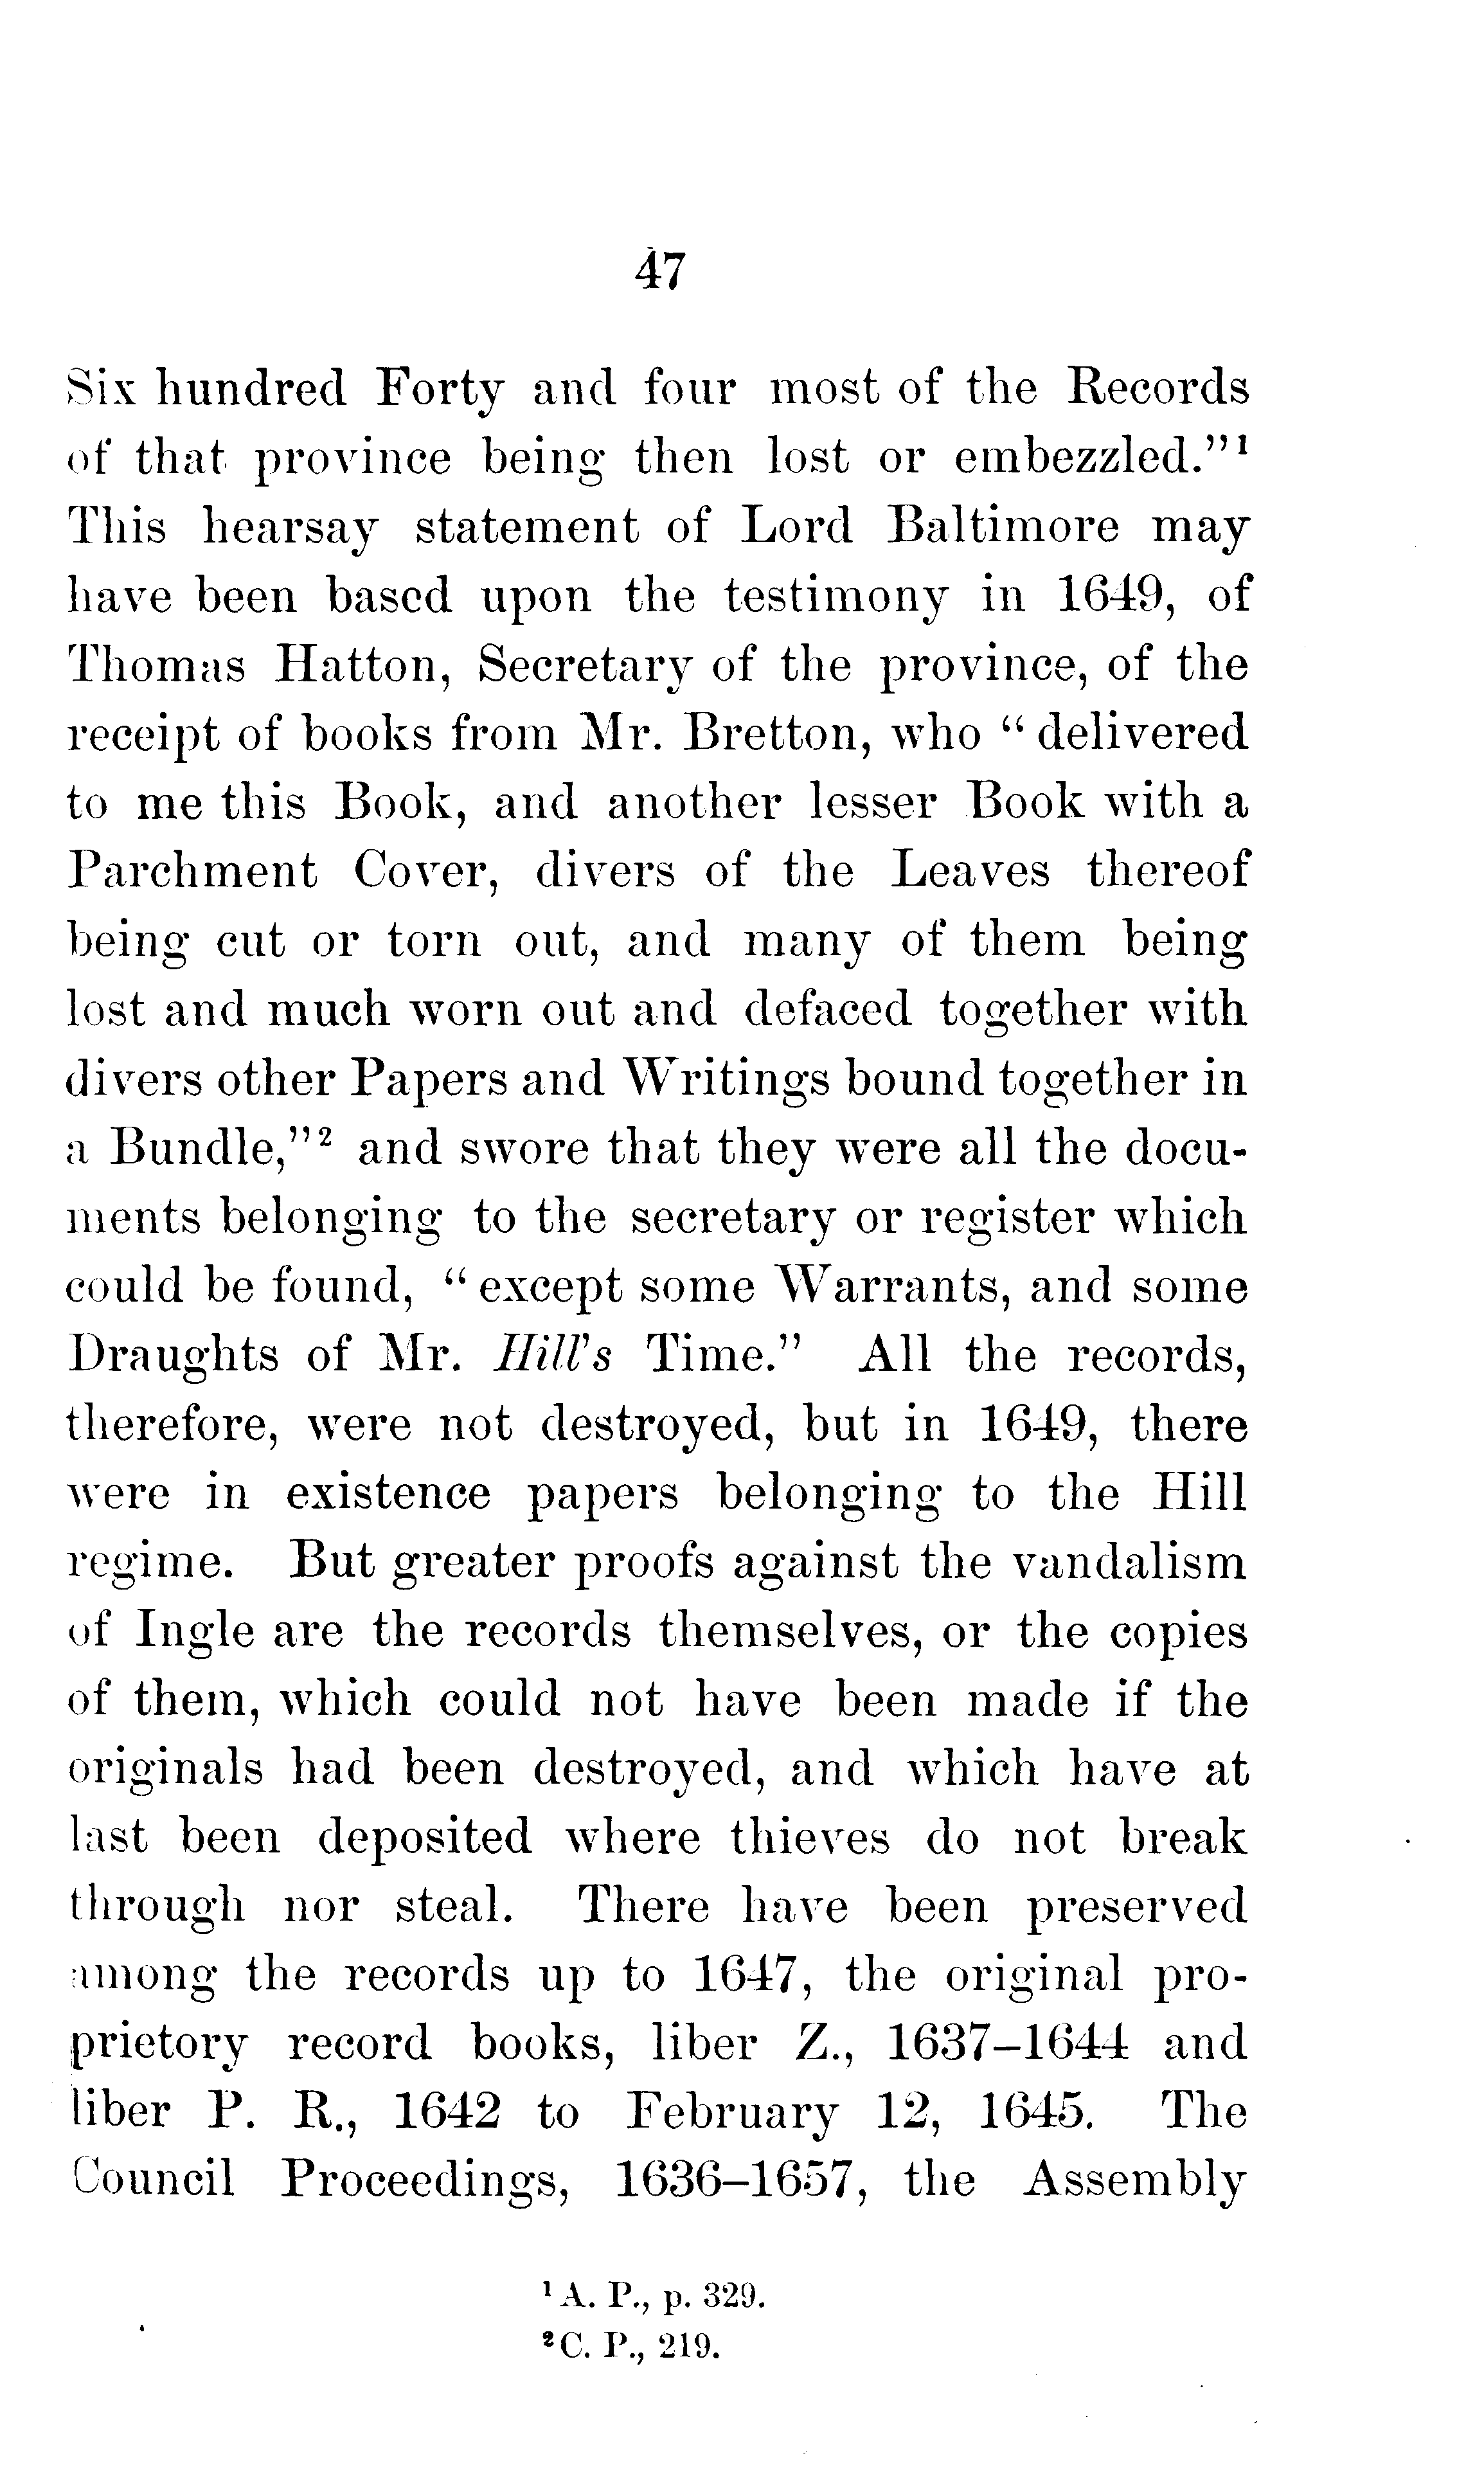 47
Six hundred Forty and four most of the Records
of that province being then lost or embezzled."¹
This hearsay statement of Lord Baltimore may
have been based upon the testimony in 1649, of
Thomas Hatton, Secretary of the province, of the
receipt of books from Mr. Bretton, who "delivered
to me this Book, and another lesser Book with a
Parchment Cover, divers of the Leaves thereof
being cut or torn out, and many of them being
lost and much worn out and defaced together with
divers other Papers and Writings bound together in
a Bundle,"² and swore that they were all the docu-
ments belonging to the secretary or register which
could be found, "except some Warrants, and some
Draughts of Mr. Hill's Time." All the records,
therefore, were not destroyed, but in 1649, there
were in existence papers belonging to the Hill
regime. But greater proofs against the vandalism
of Ingle are the records themselves, or the copies
of them, which could not have been made if the
originals had been destroyed, and which have at
last been deposited where thieves do not break
through nor steal. There have been preserved
among the records up to 1647, the original pro-
prietory record books, liber Z., 1637–1644 and
liber P. R., 1642 to February 12, 1645. The
Council Proceedings, 1636–1657, the Assembly
¹ A. P., p. 329.
² C. P., 219.